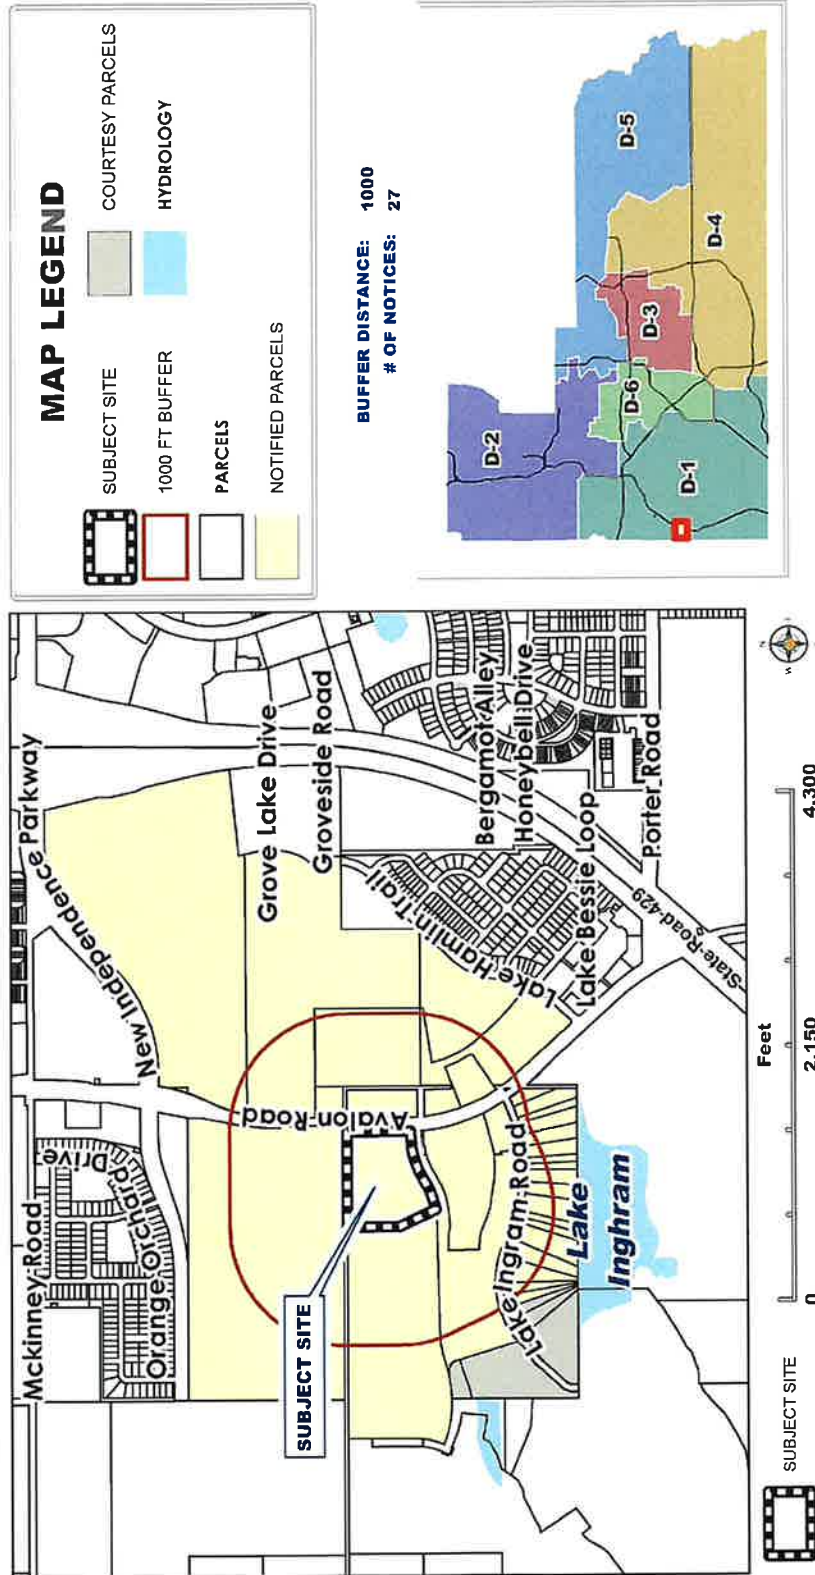 MAP LEGEND
SUBJECT SITE
1000 FT BUFFER
PARCELS
NOTIFIED PARCELS
COURTESY PARCELS
HYDROLOGY
BUFFER DISTANCE: 1000
# OF NOTICES: 27
D-2
D-5
D-3
D-6
D-4
D-1
Mckinney Road
Orange Orchard Drive
New Independence Parkway
Avalon Road
Grove Lake Drive
Groveside Road
Lake Hamlin Trail
Bergamot Alley
Honeybell Drive
Lake Bessie Loop
Porter Road
State Road 429
SUBJECT SITE
Lake Ingram Road
Lake
Inghram
N
W
Feet
0 2,150 4,300
SUBJECT SITE